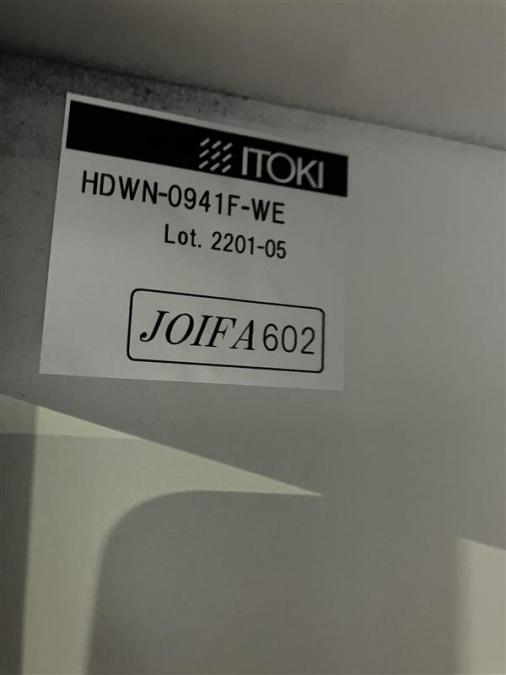 ITOKI
HDWN-0941F-WE
Lot. 2201-05
JOIFA602